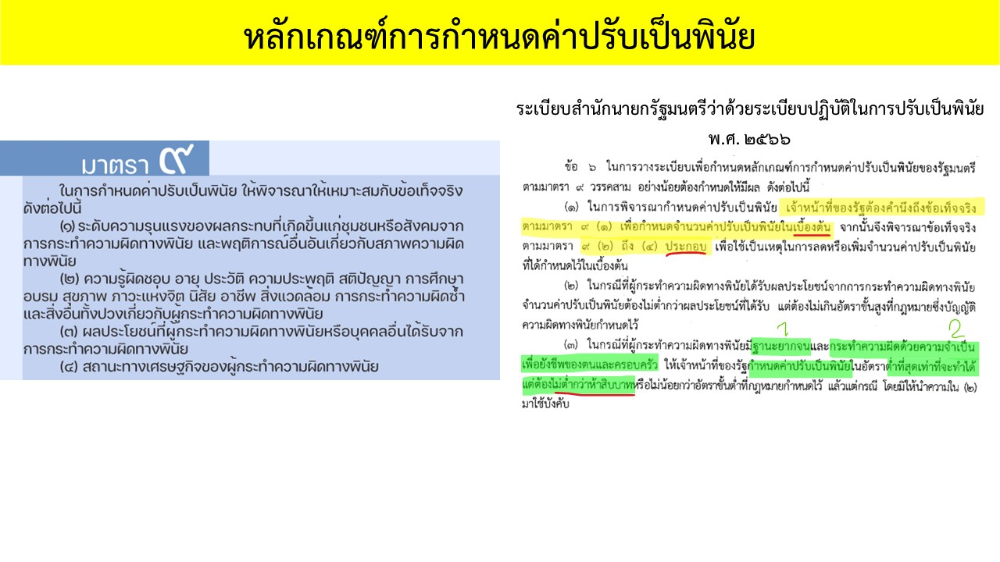 หลักเกณฑ์การกำหนดค่าปรับเป็นพินัย
มาตรา ๙
ในการกำหนดค่าปรับเป็นพินัย ให้พิจารณาให้เหมาะสมกับข้อเท็จจริง
ดังต่อไปนี้
(๑) ระดับความรุนแรงของผลกระทบที่เกิดขึ้นแก่ชุมชนหรือสังคมจาก
การกระทำความผิดทางพินัย และพฤติการณ์อื่นอันเกี่ยวกับสภาพความผิด
ทางพินัย
(๒) ความรู้ผิดชอบ อายุ ประวัติ ความประพฤติ สติปัญญา การศึกษา
อบรม สุขภาพ ภาวะแห่งจิต นิสัย อาชีพ สิ่งแวดล้อม การกระทำความผิดซ้ำ
และสิ่งอื่นทั้งปวงเกี่ยวกับผู้กระทำความผิดทางพินัย
(๓) ผลประโยชน์ที่ผู้กระทำความผิดทางพินัยหรือบุคคลอื่นได้รับจาก
การกระทำความผิดทางพินัย
(๔) สถานะทางเศรษฐกิจของผู้กระทำความผิดทางพินัย
ระเบียบสำนักนายกรัฐมนตรีว่าด้วยระเบียบปฏิบัติในการปรับเป็นพินัย
พ.ศ. ๒๕๖๖
ข้อ ๖ ในการวางระเบียบเพื่อกำหนดหลักเกณฑ์การกำหนดค่าปรับเป็นพินัยของรัฐมนตรี
ตามมาตรา ๙ วรรคสาม อย่างน้อยต้องกำหนดให้มีผล ดังต่อไปนี้
(๑) ในการพิจารณากำหนดค่าปรับเป็นพินัย เจ้าหน้าที่ของรัฐต้องคำนึงถึงข้อเท็จจริง
ตามมาตรา ๙ (๑) เพื่อกำหนดจำนวนค่าปรับเป็นพินัยในเบื้องต้น จากนั้นจึงพิจารณาข้อเท็จจริง
ตามมาตรา ๙ (๒) ถึง (๔) ประกอบ เพื่อใช้เป็นเหตุในการลดหรือเพิ่มจำนวนค่าปรับเป็นพินัย
ที่ได้กำหนดไว้ในเบื้องต้น
(๒) ในกรณีที่ผู้กระทำความผิดทางพินัยได้รับผลประโยชน์จากการกระทำความผิดทางพินัย
จำนวนค่าปรับเป็นพินัยต้องไม่ต่ำกว่าผลประโยชน์ที่ได้รับ แต่ต้องไม่เกินอัตราขั้นสูงที่กฎหมายซึ่งบัญญัติ
ความผิดทางพินัยกำหนดไว้
1 2
(๓) ในกรณีที่ผู้กระทำความผิดทางพินัยมีฐานะยากจนและกระทำความผิดด้วยความจำเป็น
เพื่อยังชีพของตนและครอบครัว ให้เจ้าหน้าที่ของรัฐกำหนดค่าปรับเป็นพินัยในอัตราต่ำที่สุดเท่าที่จะทำได้
แต่ต้องไม่ต่ำกว่าห้าสิบบาทหรือไม่น้อยกว่าอัตราขั้นต่ำที่กฎหมายกำหนดไว้ แล้วแต่กรณี โดยมิให้นำความใน (๒)
มาใช้บังคับ